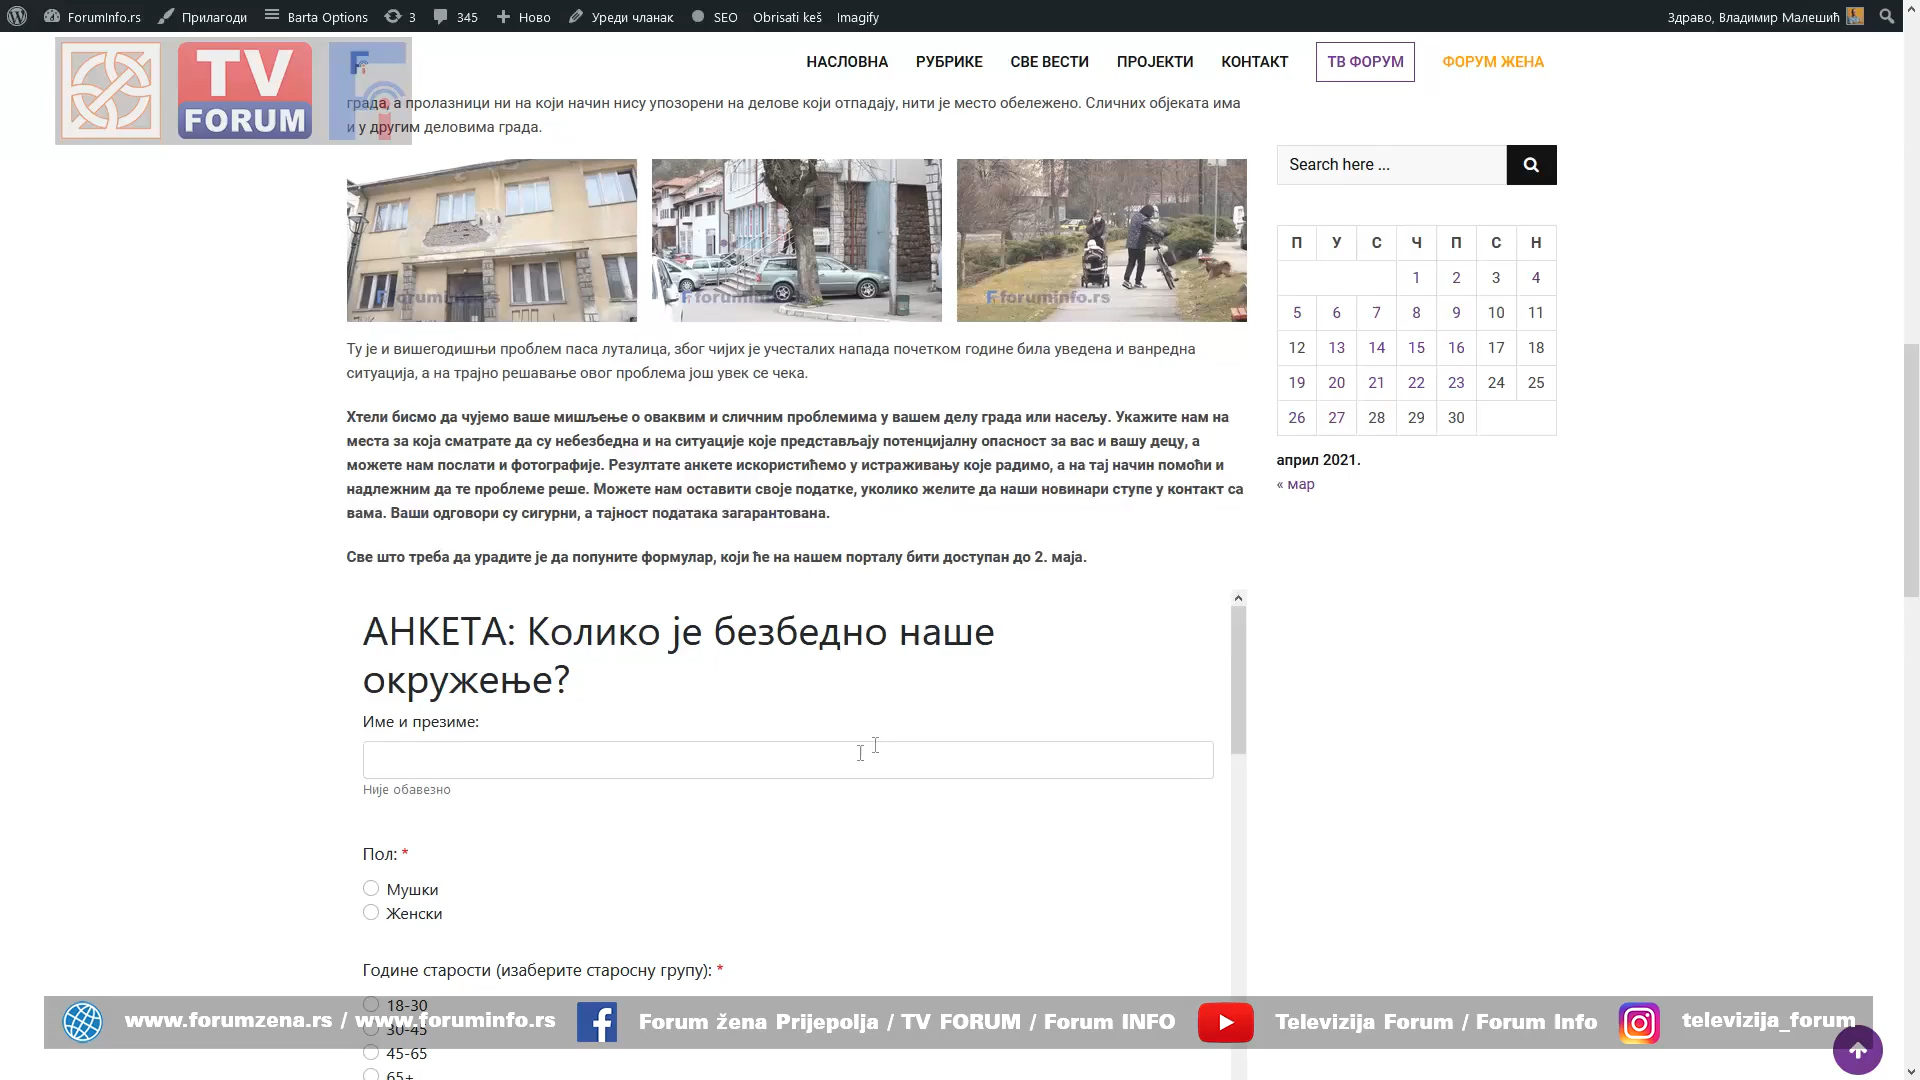 ForumInfo.rs Прилагоди Barta Options 3 345 Ново Уреди чланак SEO Obrisati keš Imagify Здраво, Владимир Малешић
TV
FORUM
F
НАСЛОВНА РУБРИКЕ СВЕ ВЕСТИ ПРОЈЕКТИ КОНТАКТ ТВ ФОРУМ ФОРУМ ЖЕНА
града, а пролазници ни на који начин нису упозорени на делове који отпадају, нити је место обележено. Сличних објеката има
и у другим деловима града.
Fforuminfo.rs
Fforuminfo.rs
Fforuminfo.rs
Ту је и вишегодишњи проблем паса луталица, због чијих је учесталих напада почетком године била уведена и ванредна
ситуација, а на трајно решавање овог проблема још увек се чека.
Хтели бисмо да чујемо ваше мишљење о оваквим и сличним проблемима у вашем делу града или насељу. Укажите нам на
места за која сматрате да су небезбедна и на ситуације које представљају потенцијалну опасност за вас и вашу децу, а
можете нам послати и фотографије. Резултате анкете искористићемо у истраживању које радимо, а на тај начин помоћи и
надлежним да те проблеме реше. Можете нам оставити своје податке, уколико желите да наши новинари ступе у контакт са
вама. Ваши одговори су сигурни, а тајност података загарантована.
Све што треба да урадите је да попуните формулар, који ће на нашем порталу бити доступан до 2. маја.
АНКЕТА: Колико је безбедно наше
окружење?
Име и презиме:
Није обавезно
Пол: *
Мушки
Женски
Године старости (изаберите старосну групу): *
18-30
30-45
45-65
65+
Search here ...
П У С Ч П С Н
1 2 3 4
5 6 7 8 9 10 11
12 13 14 15 16 17 18
19 20 21 22 23 24 25
26 27 28 29 30
април 2021.
« мар
www.forumzena.rs / www.foruminfo.rs Forum žena Prijepolja / TV FORUM / Forum INFO Televizija Forum / Forum Info televizija_forum